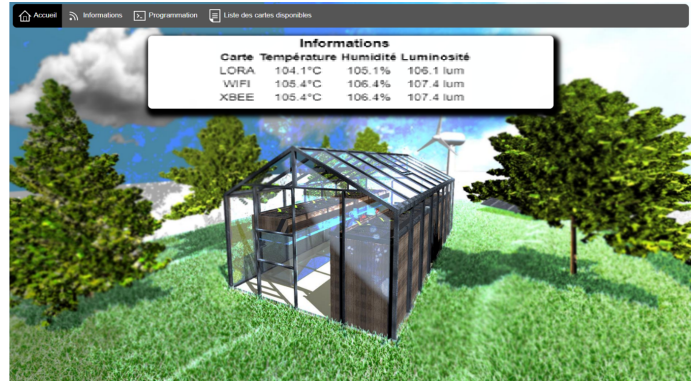 Accueil Informations Programmation Liste des cartes disponibles
Informations
Carte Température Humidité Luminosité
LORA 104.1°C 105.1% 106.1 lum
WIFI 105.4°C 106.4% 107.4 lum
XBEE 105.4°C 106.4% 107.4 lum